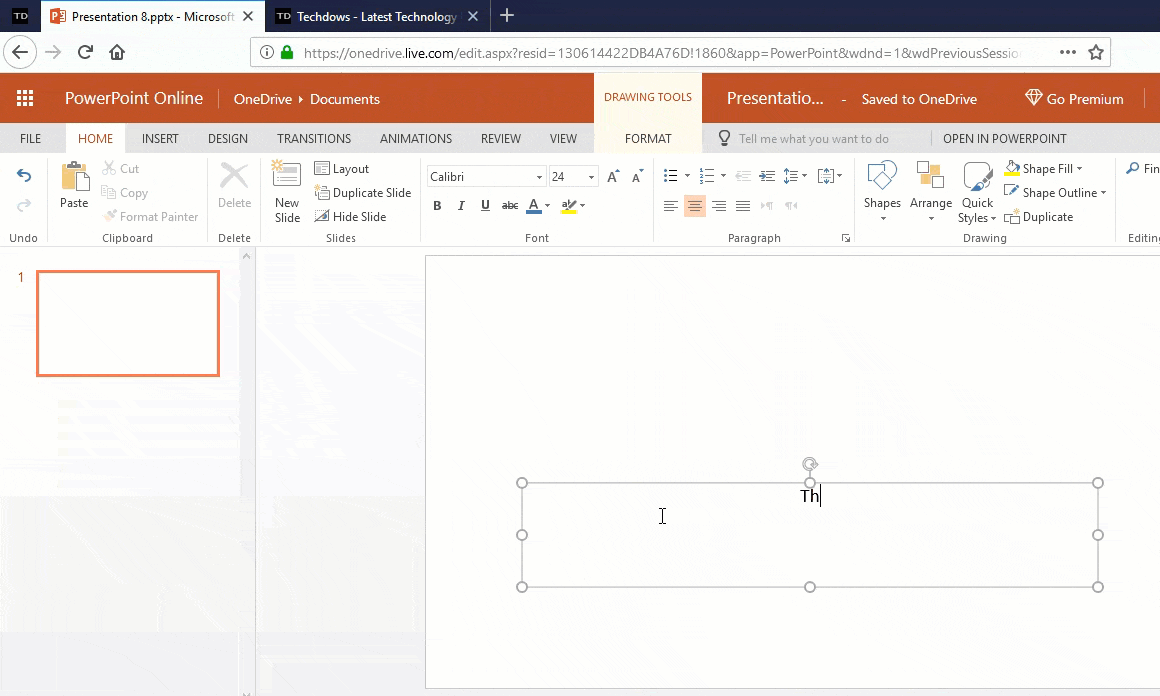 TD Presentation 8.pptx - Microsoft TD Techdows - Latest Technology
https://onedrive.live.com/edit.aspx?resid=130614422DB4A76D!1860&app=PowerPoint&wdnd=1&wdPreviousSessio
PowerPoint Online OneDrive Documents DRAWING TOOLS Presentatio... - Saved to OneDrive Go Premium
FILE HOME INSERT DESIGN TRANSITIONS ANIMATIONS REVIEW VIEW FORMAT Tell me what you want to do OPEN IN POWERPOINT
Cut Layout Calibri 24 Shape Fill Fin
Paste Copy Delete New Slide Duplicate Slide Shapes Arrange Quick Styles Shape Outline
Format Painter Hide Slide B I U abc A ab Duplicate
Undo Clipboard Delete Slides Font Paragraph Drawing Editing
1
Th